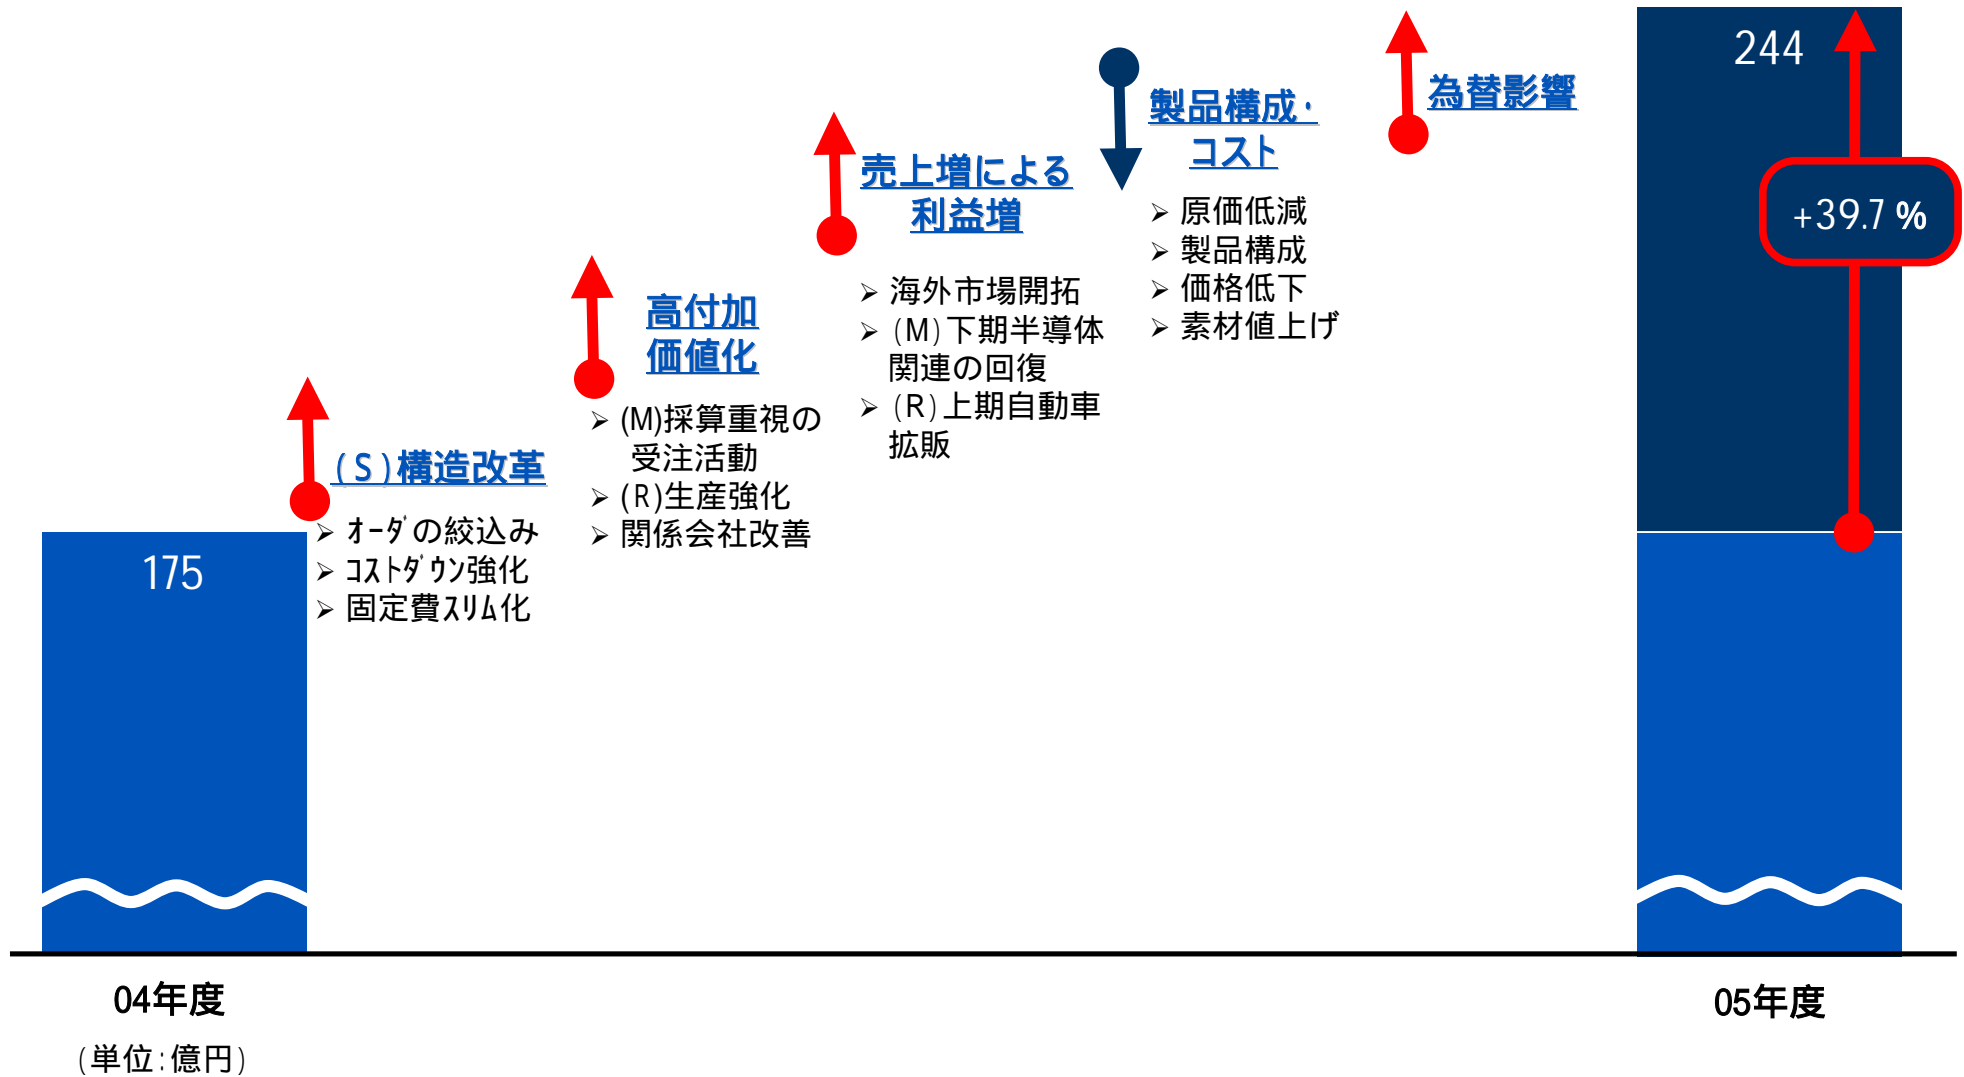 175
(S)構造改革
オーダの絞込み
コストダウン強化
固定費スリム化
高付加
価値化
(M)採算重視の
受注活動
(R)生産強化
関係会社改善
売上増による
利益増
海外市場開拓
(M)下期半導体
関連の回復
(R)上期自動車
拡販
製品構成・
コスト
原価低減
製品構成
価格低下
素材値上げ
為替影響
244
+39.7 %
04年度
05年度
(単位:億円)